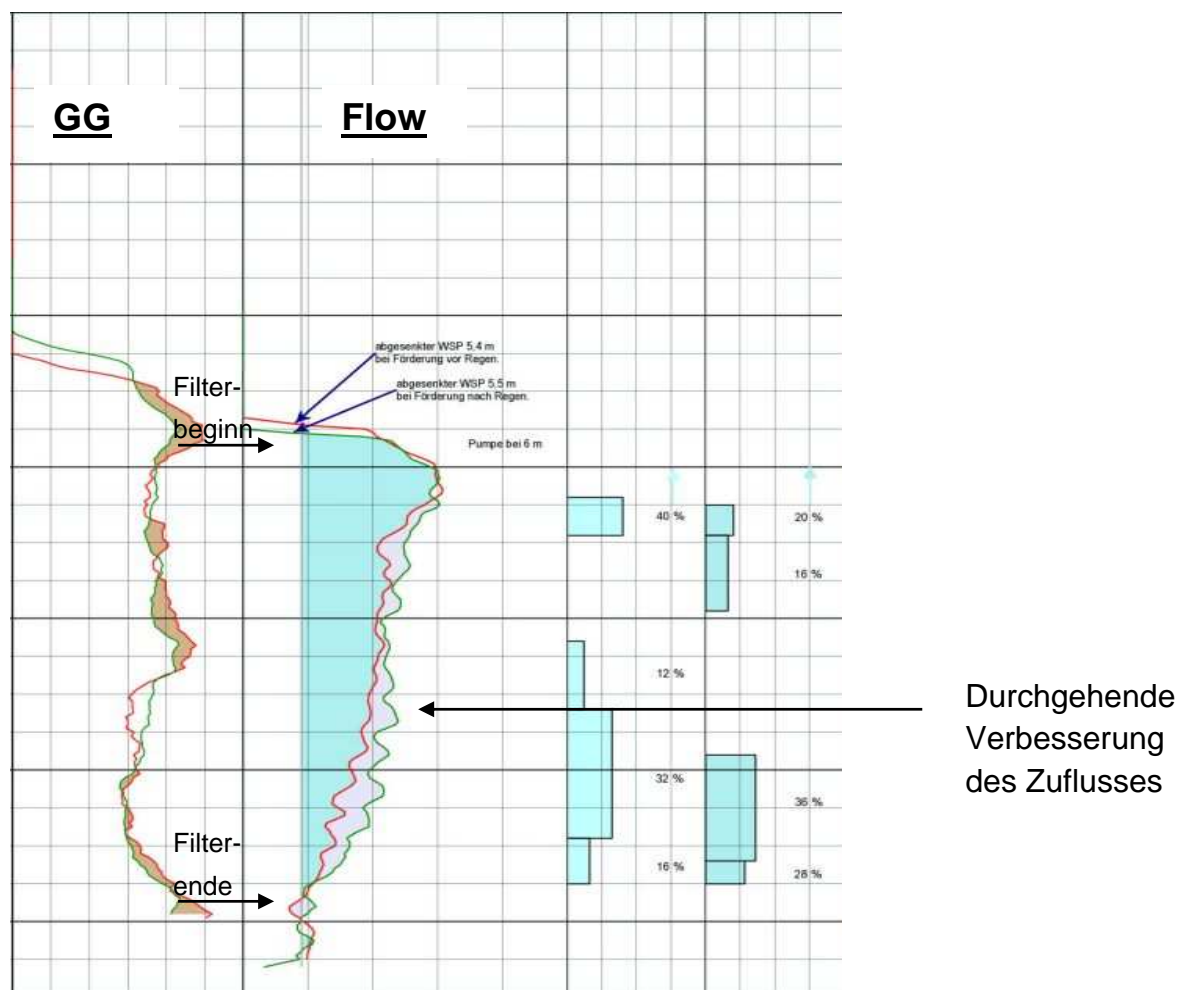 GG
Flow
abgesenkter WSP 5,4 m
bei Förderung vor Regen.
abgesenkter WSP 5,5 m
bei Förderung nach Regen.
Filter-
beginn
Pumpe bei 6 m
40 %
20 %
16 %
12 %
32 %
36 %
16 %
28 %
Durchgehende
Verbesserung
des Zuflusses
Filter-
ende